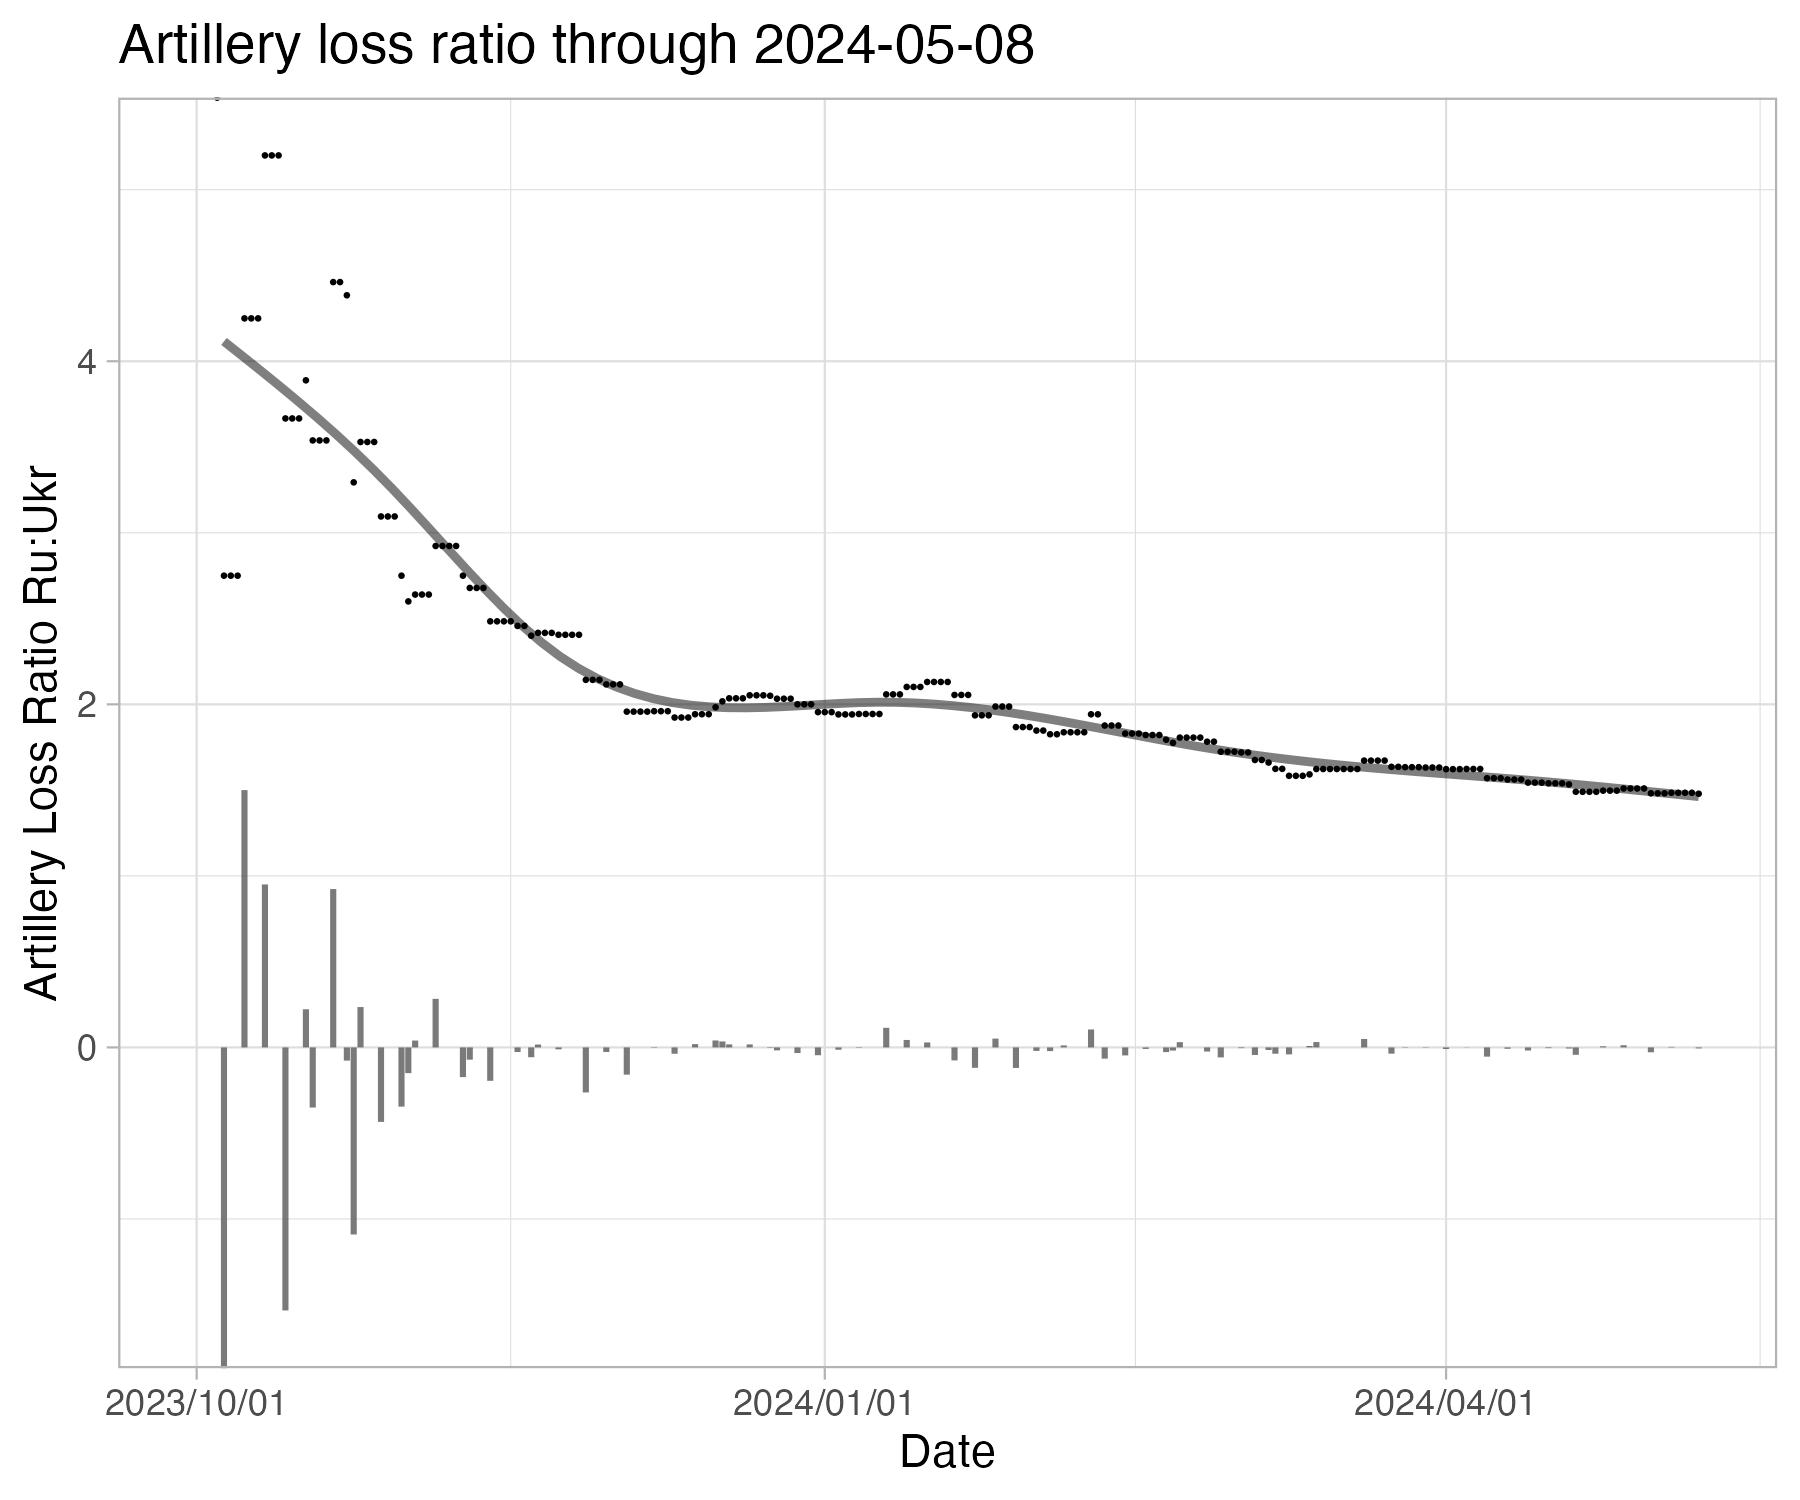 Artillery loss ratio through 2024-05-08
Artillery Loss Ratio Ru:Ukr
4
2
0
2023/10/01
2024/01/01
2024/04/01
Date